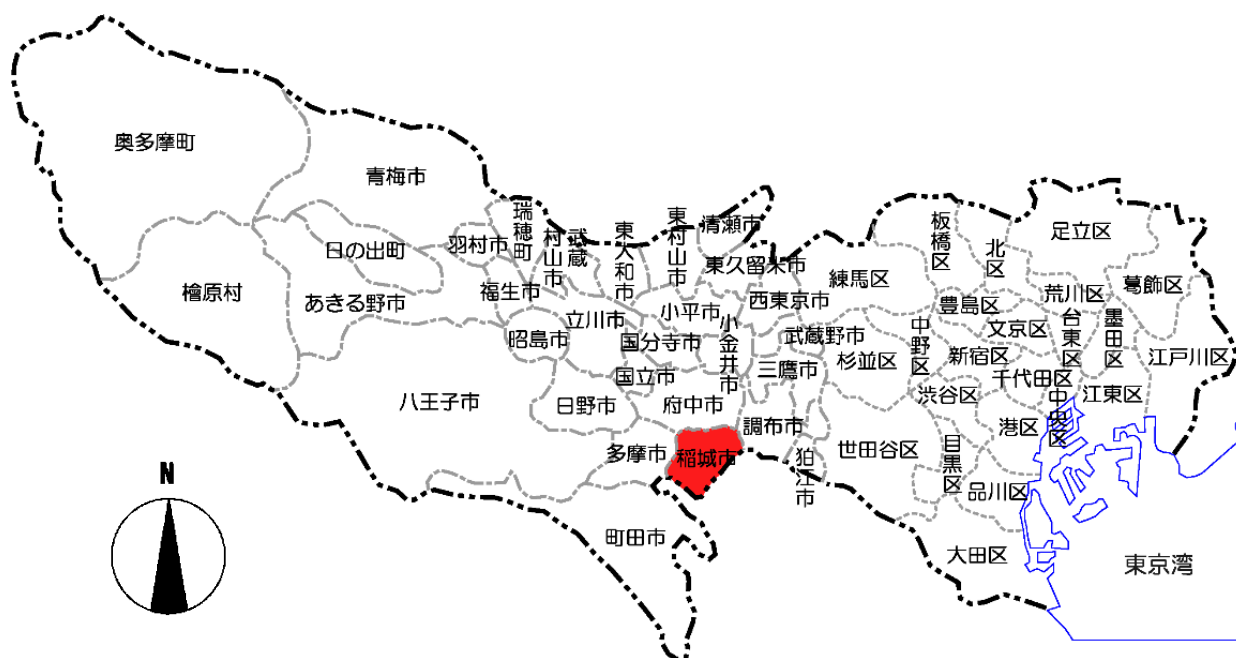 奥多摩町
青梅市
瑞穂町
羽村市
日の出町
檜原村
あきる野市
福生市
武蔵
村山市
東大和市
東村山市
清瀬市
東久留米市
西東京市
小平市
立川市
昭島市
国分寺市
小金井市
国立市
武蔵野市
三鷹市
八王子市
日野市
府中市
調布市
多摩市
稲城市
狛江市
町田市
練馬区
板橋区
北区
足立区
葛飾区
荒川区
豊島区
文京区
台東区
墨田区
江戸川区
中野区
杉並区
新宿区
千代田区
渋谷区
中央区
江東区
港区
世田谷区
目黒区
品川区
大田区
東京湾
N